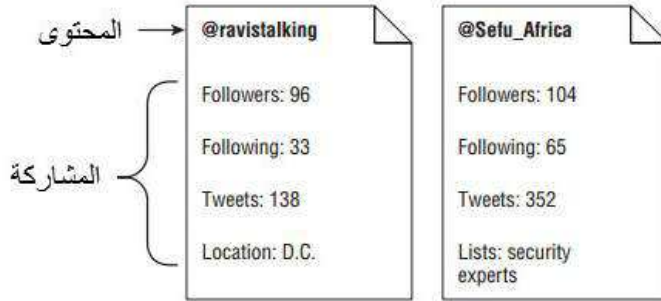 المحتوى
@ravistalking
Followers: 96
Following: 33
Tweets: 138
Location: D.C.
المشاركة
@Sefu_Africa
Followers: 104
Following: 65
Tweets: 352
Lists: security
experts